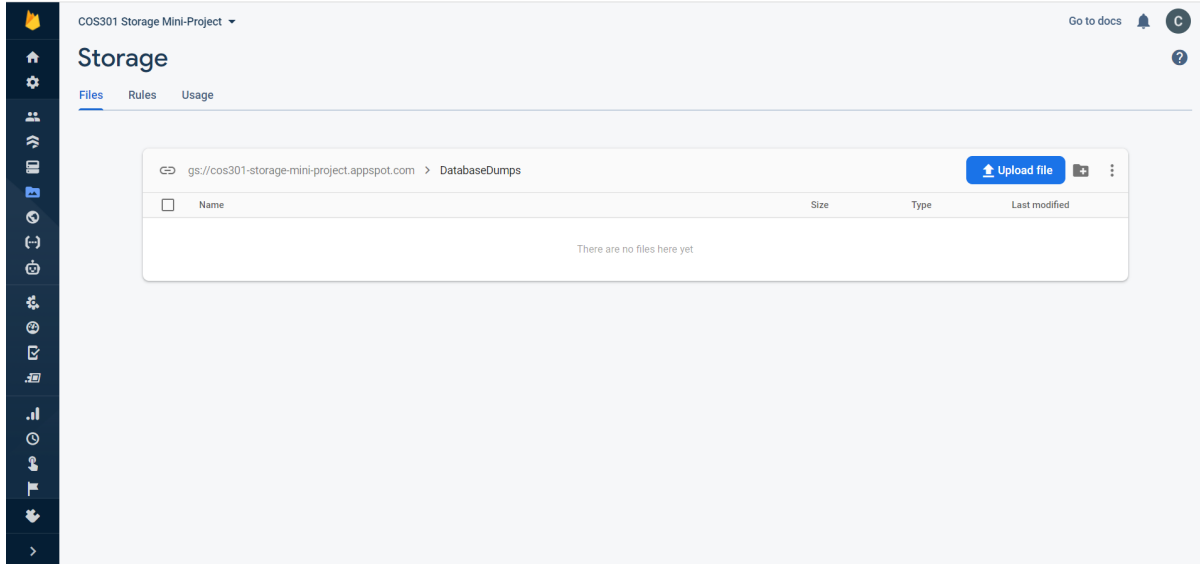 COS301 Storage Mini-Project
Go to docs
C
Storage
?
Files Rules Usage
gs://cos301-storage-mini-project.appspot.com > DatabaseDumps
Upload file
Name Size Type Last modified
There are no files here yet